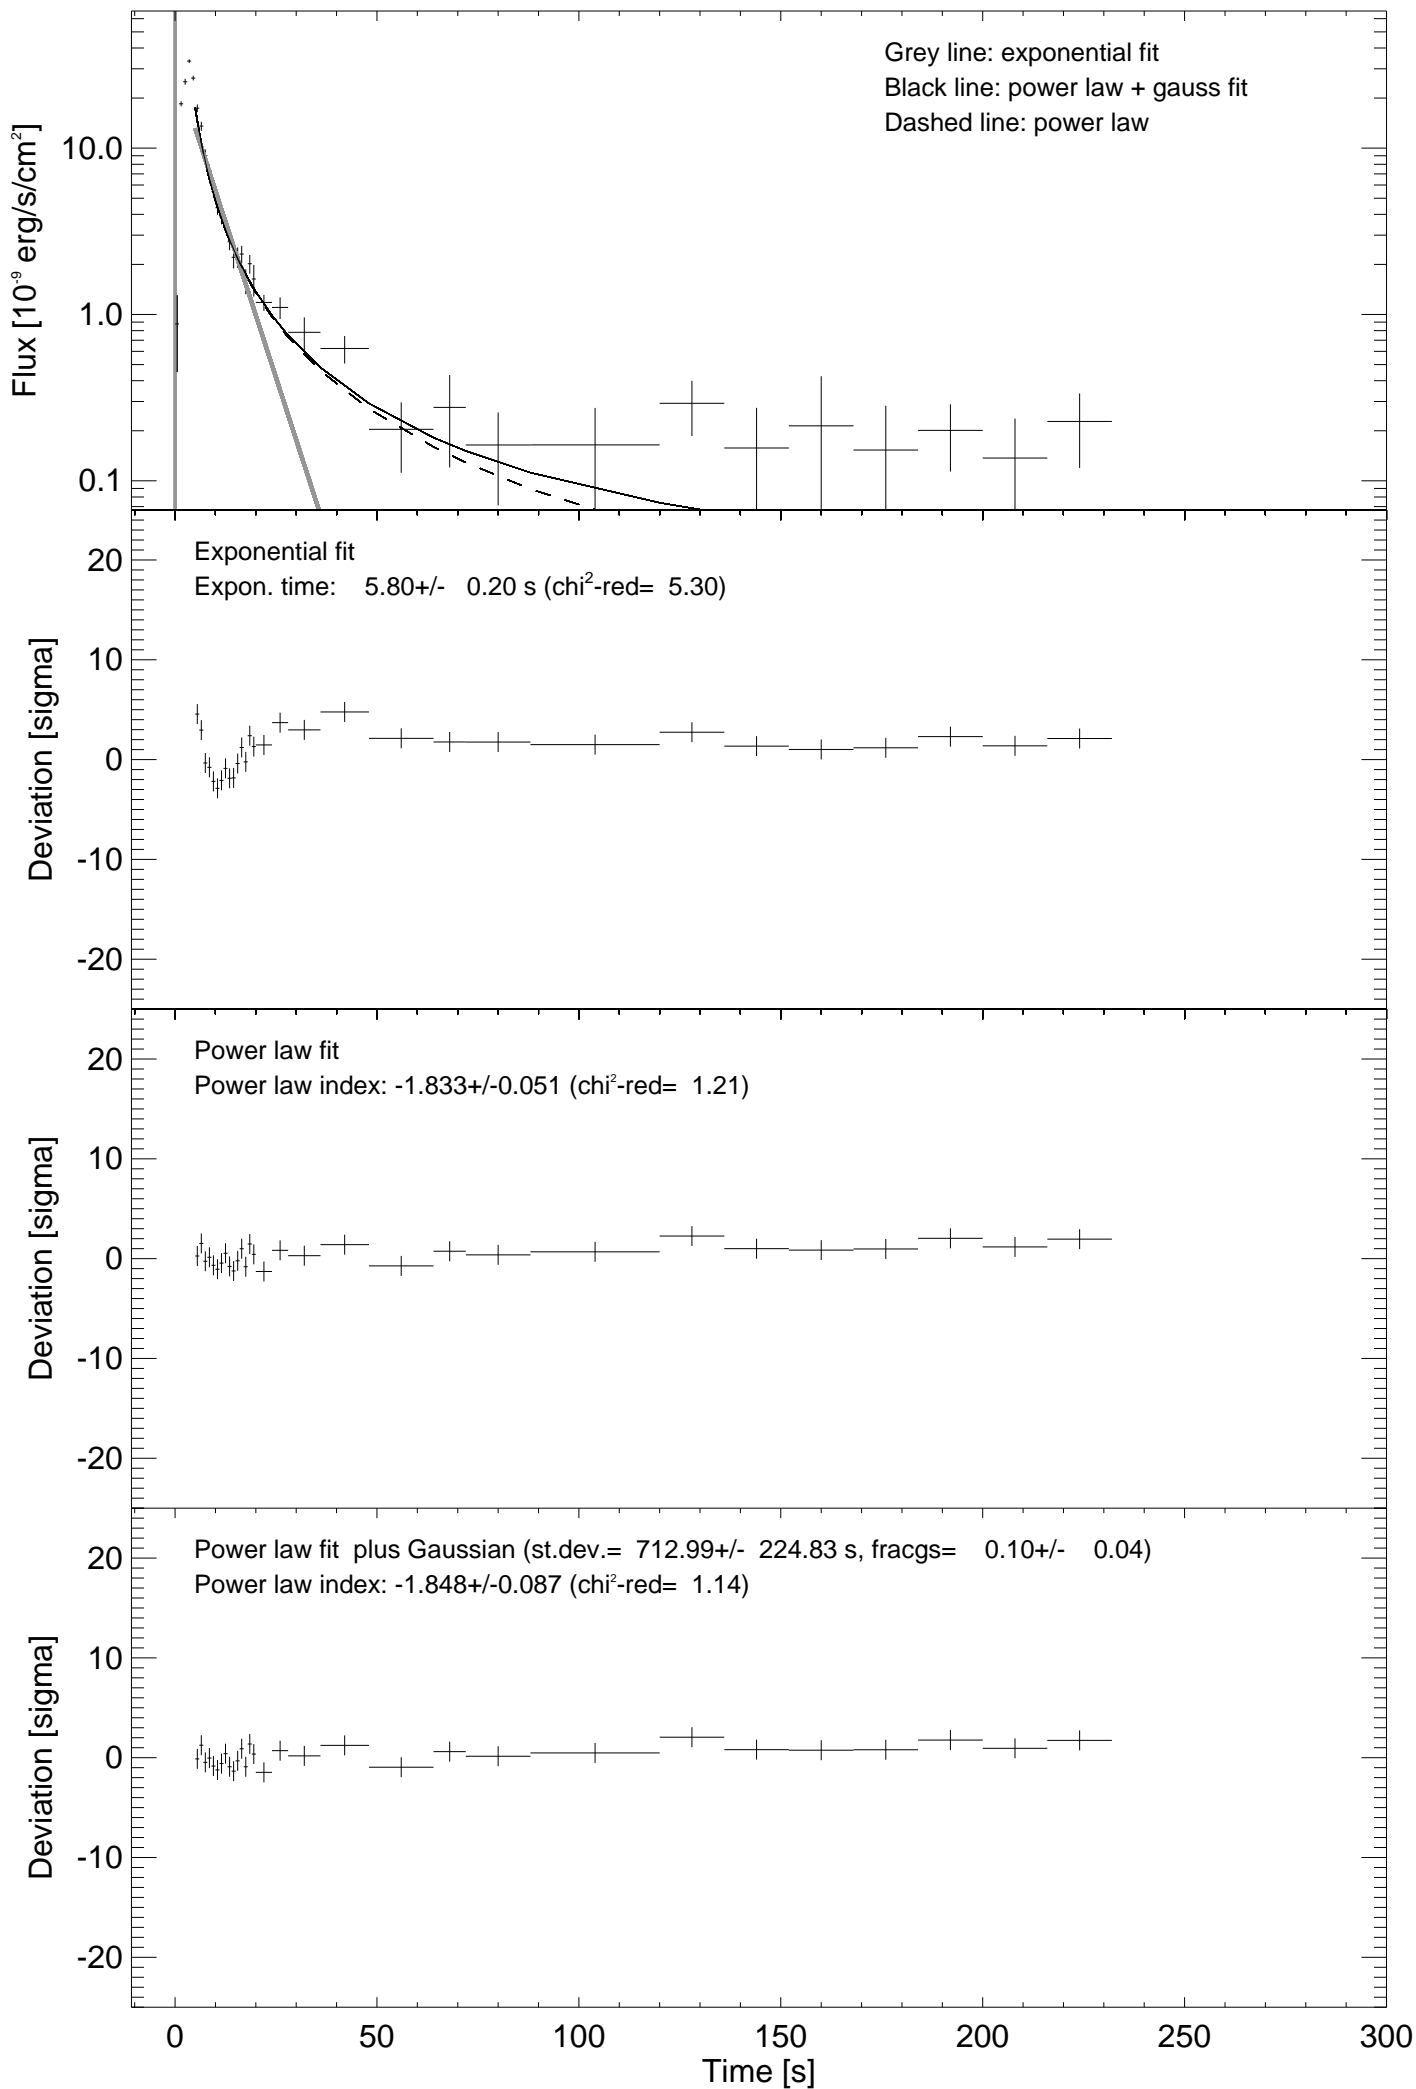 Grey line: exponential fit
Black line: power law + gauss fit
Dashed line: power law
Flux [10⁻⁹ erg/s/cm²]
10.0
1.0
0.1
Exponential fit
Expon. time: 5.80+/- 0.20 s (chi²-red= 5.30)
Deviation [sigma]
20
10
0
-10
-20
Power law fit
Power law index: -1.833+/-0.051 (chi²-red= 1.21)
Deviation [sigma]
20
10
0
-10
-20
Power law fit plus Gaussian (st.dev.= 712.99+/- 224.83 s, fracgs= 0.10+/- 0.04)
Power law index: -1.848+/-0.087 (chi²-red= 1.14)
Deviation [sigma]
20
10
0
-10
-20
0 50 100 150 200 250 300
Time [s]